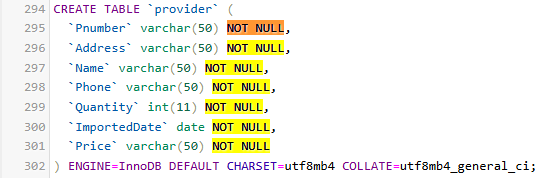 294 CREATE TABLE `provider` (
295 `Pnumber` varchar(50) NOT NULL,
296 `Address` varchar(50) NOT NULL,
297 `Name` varchar(50) NOT NULL,
298 `Phone` varchar(50) NOT NULL,
299 `Quantity` int(11) NOT NULL,
300 `ImportedDate` date NOT NULL,
301 `Price` varchar(50) NOT NULL
302 ) ENGINE=InnoDB DEFAULT CHARSET=utf8mb4 COLLATE=utf8mb4_general_ci;